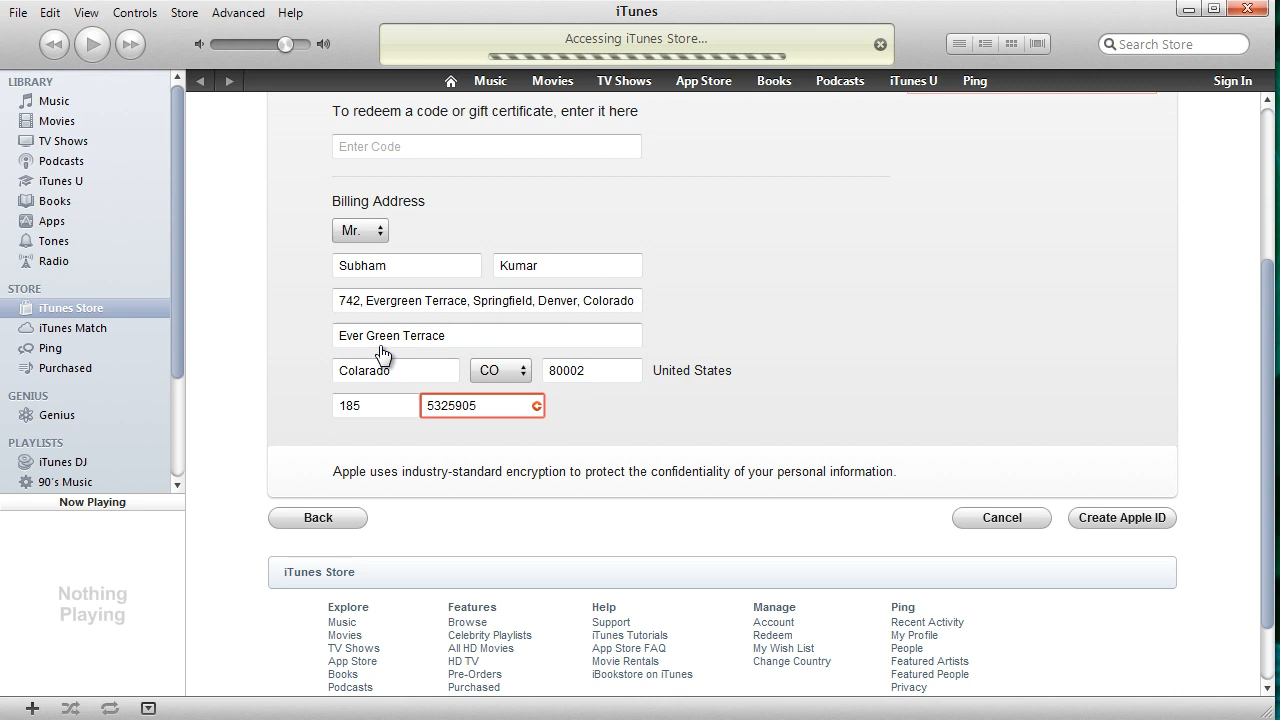 File Edit View Controls Store Advanced Help
iTunes
Accessing iTunes Store...
Search Store
Music Movies TV Shows App Store Books Podcasts iTunes U Ping Sign In
LIBRARY
Music
Movies
TV Shows
Podcasts
iTunes U
Books
Apps
Tones
Radio
STORE
iTunes Store
iTunes Match
Ping
Purchased
GENIUS
Genius
PLAYLISTS
iTunes DJ
90's Music
Now Playing
Nothing
Playing
To redeem a code or gift certificate, enter it here
Enter Code
Billing Address
Mr.
Subham Kumar
742, Evergreen Terrace, Springfield, Denver, Colorado
Ever Green Terrace
Colarado CO 80002 United States
185 5325905
Apple uses industry-standard encryption to protect the confidentiality of your personal information.
Back Cancel Create Apple ID
iTunes Store
Explore
Music
Movies
TV Shows
App Store
Books
Podcasts
Features
Browse
Celebrity Playlists
All HD Movies
HD TV
Pre-Orders
Purchased
Help
Support
iTunes Tutorials
App Store FAQ
Movie Rentals
iBookstore on iTunes
Manage
Account
Redeem
My Wish List
Change Country
Ping
Recent Activity
My Profile
People
Featured Artists
Featured People
Privacy